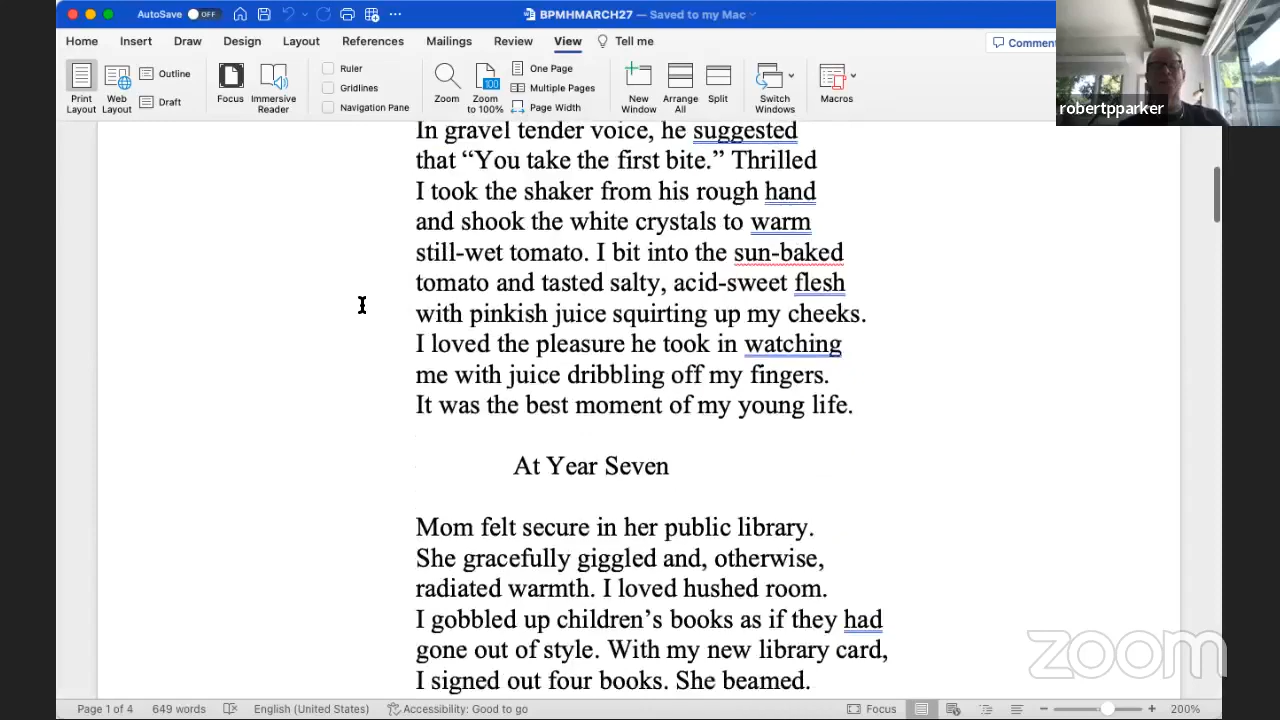 AutoSave OFF
BPMHMARCH27 — Saved to my Mac
Home Insert Draw Design Layout References Mailings Review View Tell me
Comment
Print Layout
Web Layout
Outline
Draft
Focus
Immersive Reader
Ruler
Gridlines
Navigation Pane
Zoom
100
Zoom to 100%
One Page
Multiple Pages
Page Width
New Window
Arrange All
Split
Switch Windows
Macros
robertpparker
In gravel tender voice, he suggested
that “You take the first bite.” Thrilled
I took the shaker from his rough hand
and shook the white crystals to warm
still-wet tomato. I bit into the sun-baked
tomato and tasted salty, acid-sweet flesh
with pinkish juice squirting up my cheeks.
I loved the pleasure he took in watching
me with juice dribbling off my fingers.
It was the best moment of my young life.
At Year Seven
Mom felt secure in her public library.
She gracefully giggled and, otherwise,
radiated warmth. I loved hushed room.
I gobbled up children’s books as if they had
gone out of style. With my new library card,
I signed out four books. She beamed.
zoom
Page 1 of 4 649 words English (United States) Accessibility: Good to go Focus 200%